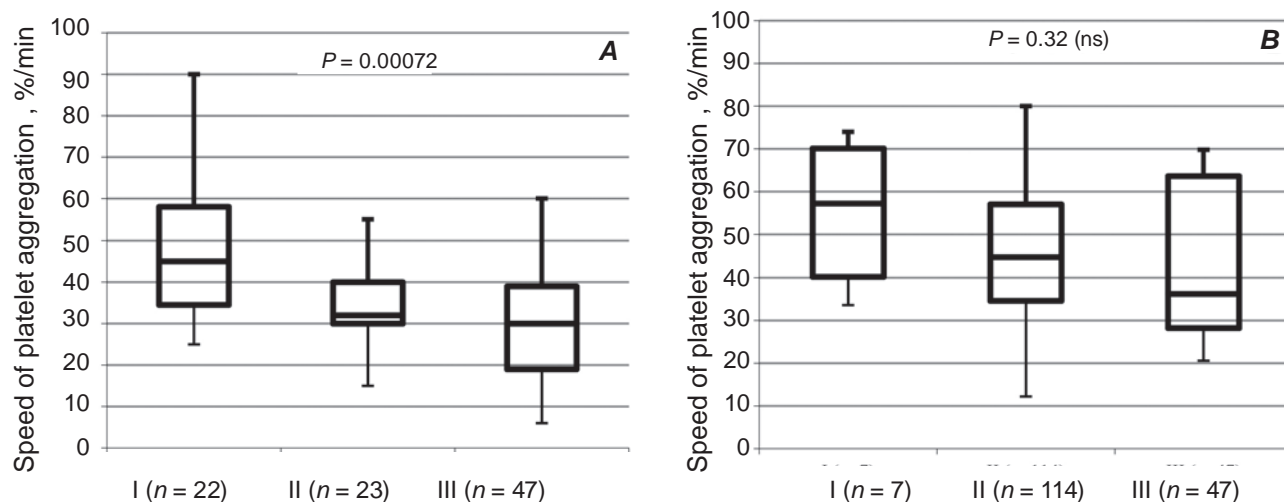 A
P = 0.00072
Speed of platelet aggregation , %/min
100
90
80
70
60
50
40
30
20
10
0
I (n = 22) II (n = 23) III (n = 47)
B
P = 0.32 (ns)
Speed of platelet aggregation, %/min
100
90
80
70
60
50
40
30
20
10
0
I (n = 7) II (n = 114) III (n = 47)